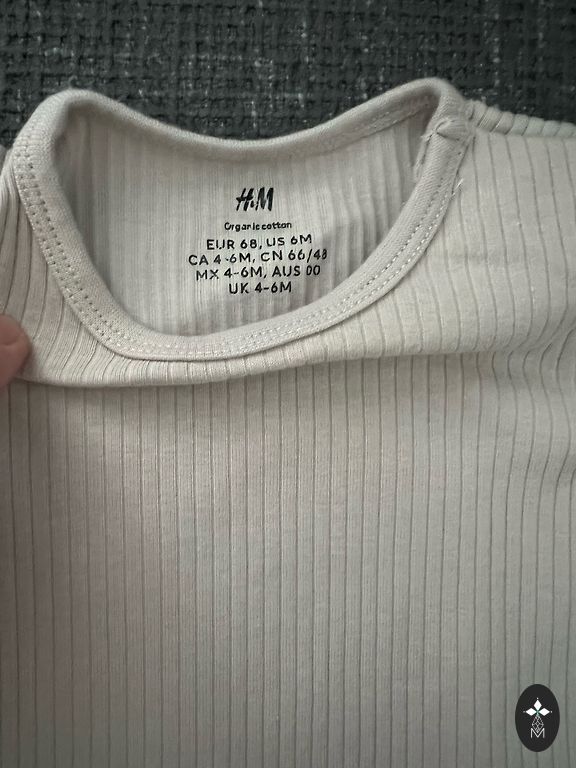 H&M
Organic cotton
EUR 68, US 6M
CA 4-6M, CN 66/48
MX 4-6M, AUS 00
UK 4-6M
M